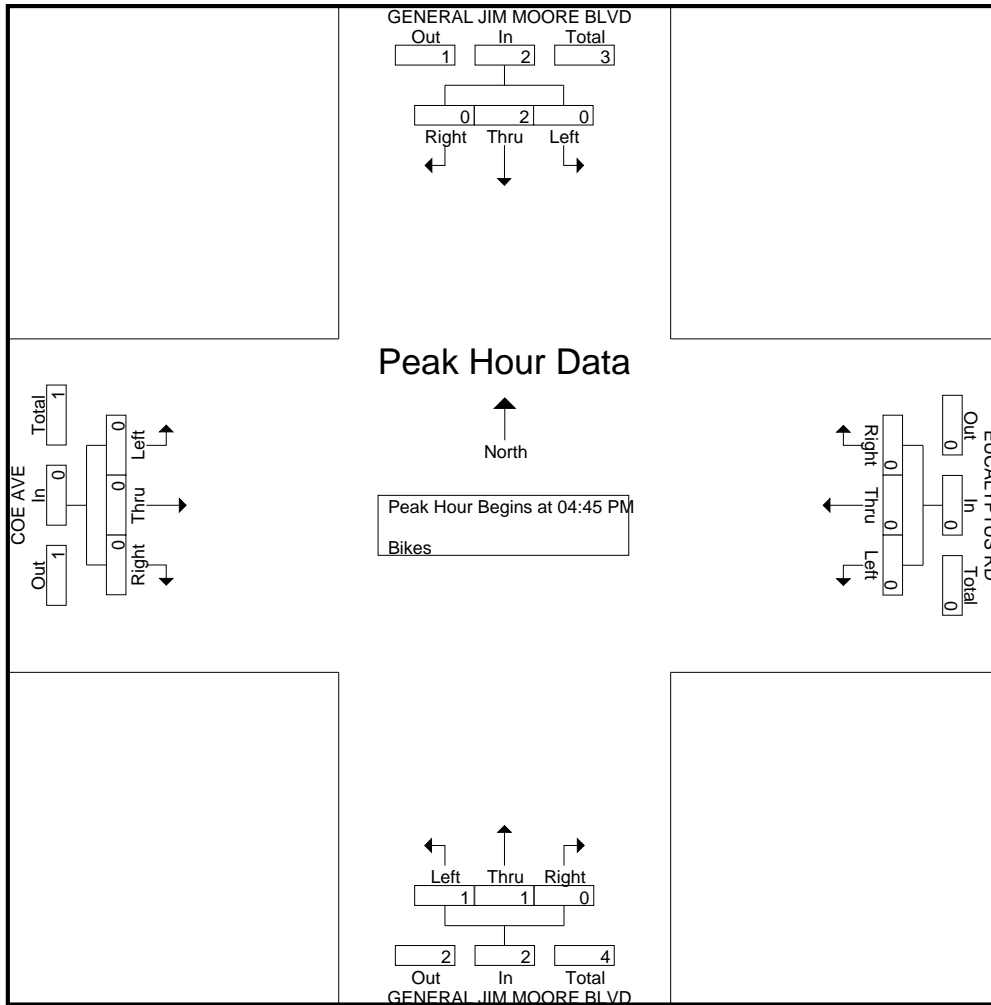 GENERAL JIM MOORE BLVD
Out In Total
1 2 3
0 2 0
Right Thru Left
Peak Hour Data
North
Peak Hour Begins at 04:45 PM
Bikes
COE AVE
Out In Total
1 0 1
0 0 0
Right Thru Left
EUCALYPTUS RD
Out In Total
0 0 0
0 0 0
Right Thru Left
Left Thru Right
1 1 0
2 2 4
Out In Total
GENERAL JIM MOORE BLVD